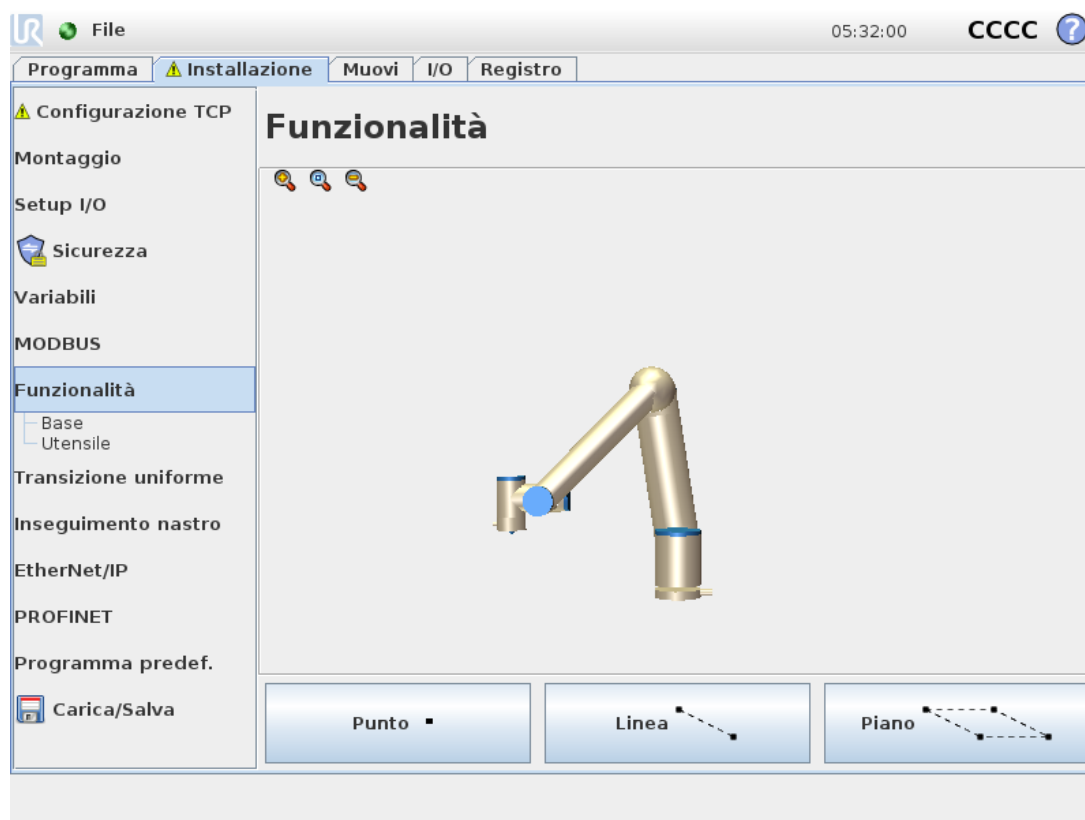 UR File 05:32:00 CCCC ?
Programma Installazione Muovi I/O Registro
Configurazione TCP
Montaggio
Setup I/O
Sicurezza
Variabili
MODBUS
Funzionalità
Base
Utensile
Transizione uniforme
Inseguimento nastro
EtherNet/IP
PROFINET
Programma predef.
Carica/Salva
Funzionalità
Punto Linea Piano